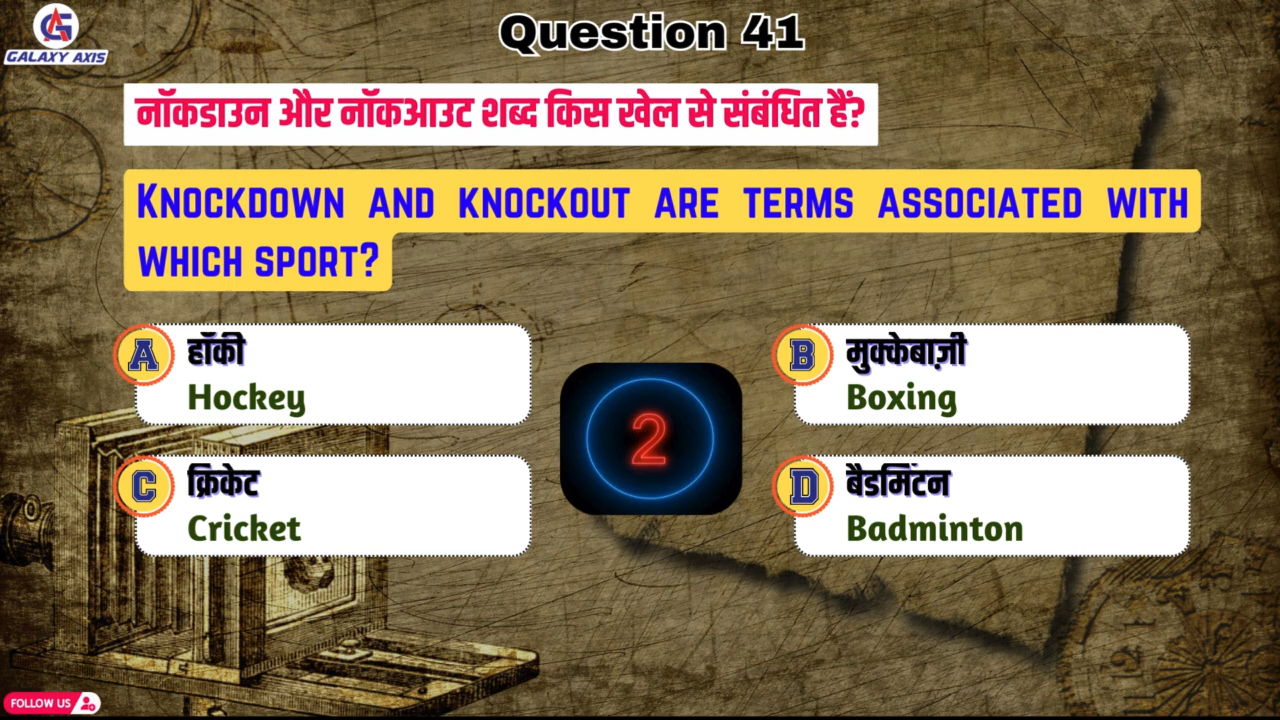 GALAXY AXIS
Question 41
नॉकडाउन और नॉकआउट शब्द किस खेल से संबंधित हैं?
Knockdown and knockout are terms associated with
which sport?
A
हॉकी
Hockey
B
मुक्केबाज़ी
Boxing
2
C
क्रिकेट
Cricket
D
बैडमिंटन
Badminton
FOLLOW US